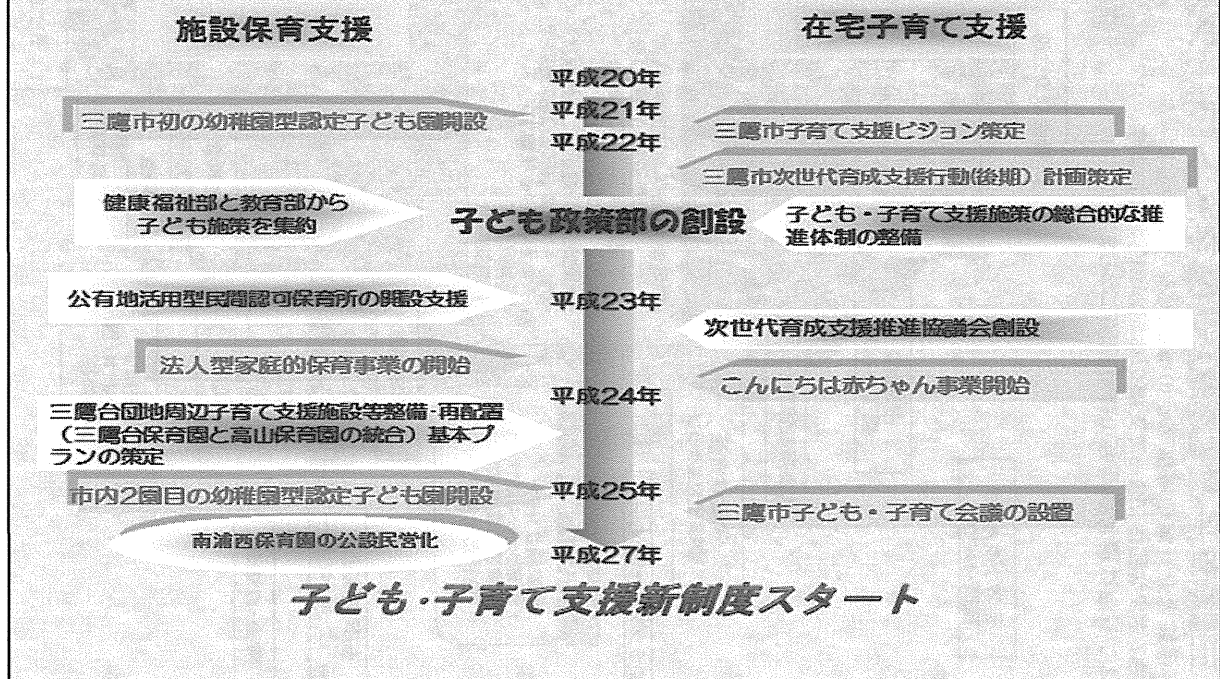 施設保育支援
在宅子育て支援
平成20年
平成21年
三鷹市初の幼稚園型認定子ども園開設
三鷹市子育て支援ビジョン策定
平成22年
三鷹市次世代育成支援行動(後期）計画策定
健康福祉部と教育部から
子ども施策を集約
子ども政策部の創設
子ども・子育て支援施策の総合的な推
進体制の整備
公有地活用型民間認可保育所の開設支援
平成23年
次世代育成支援推進協議会創設
法人型家庭的保育事業の開始
こんにちは赤ちゃん事業開始
平成24年
三鷹台団地周辺子育て支援施設等整備・再配置
（三鷹台保育園と高山保育園の統合）基本プ
ランの策定
市内2園目の幼稚園型認定子ども園開設
平成25年
三鷹市子ども・子育て会議の設置
南浦西保育園の公設民営化
平成27年
子ども・子育て支援新制度スタート